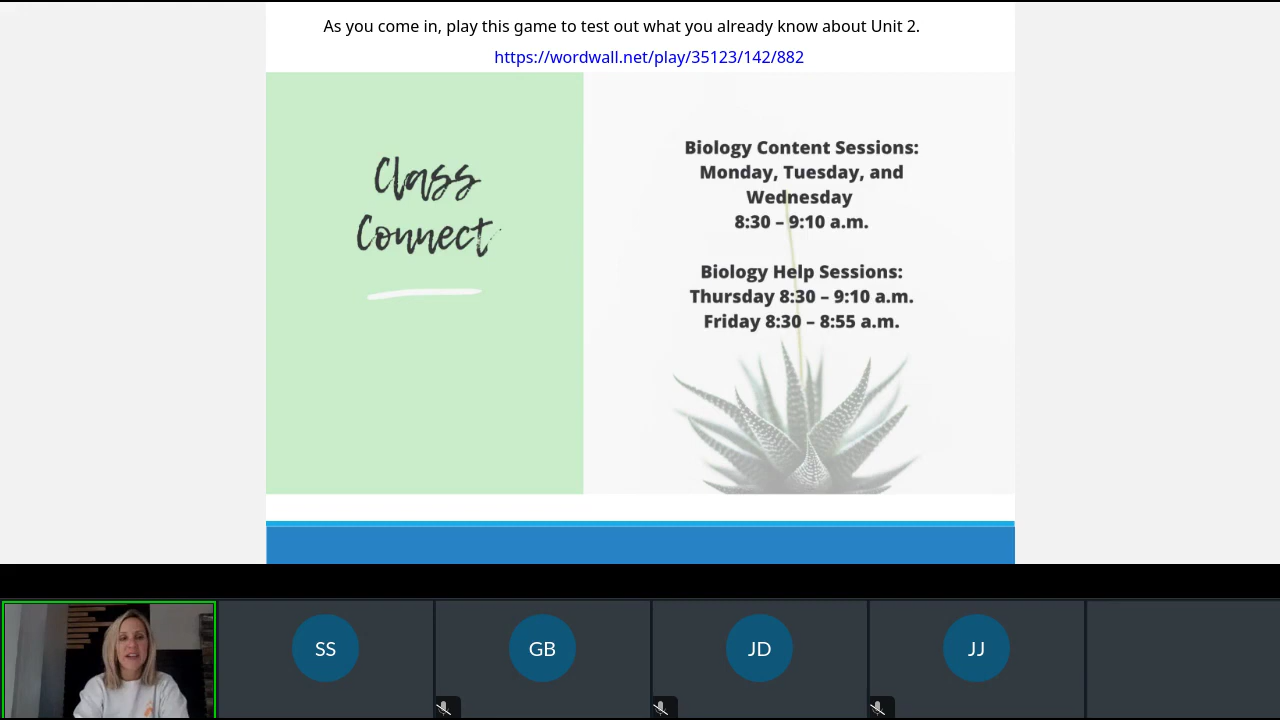 As you come in, play this game to test out what you already know about Unit 2.
https://wordwall.net/play/35123/142/882
Class
Connect
Biology Content Sessions:
Monday, Tuesday, and
Wednesday
8:30 – 9:10 a.m.
Biology Help Sessions:
Thursday 8:30 – 9:10 a.m.
Friday 8:30 – 8:55 a.m.
SS
GB
JD
JJ